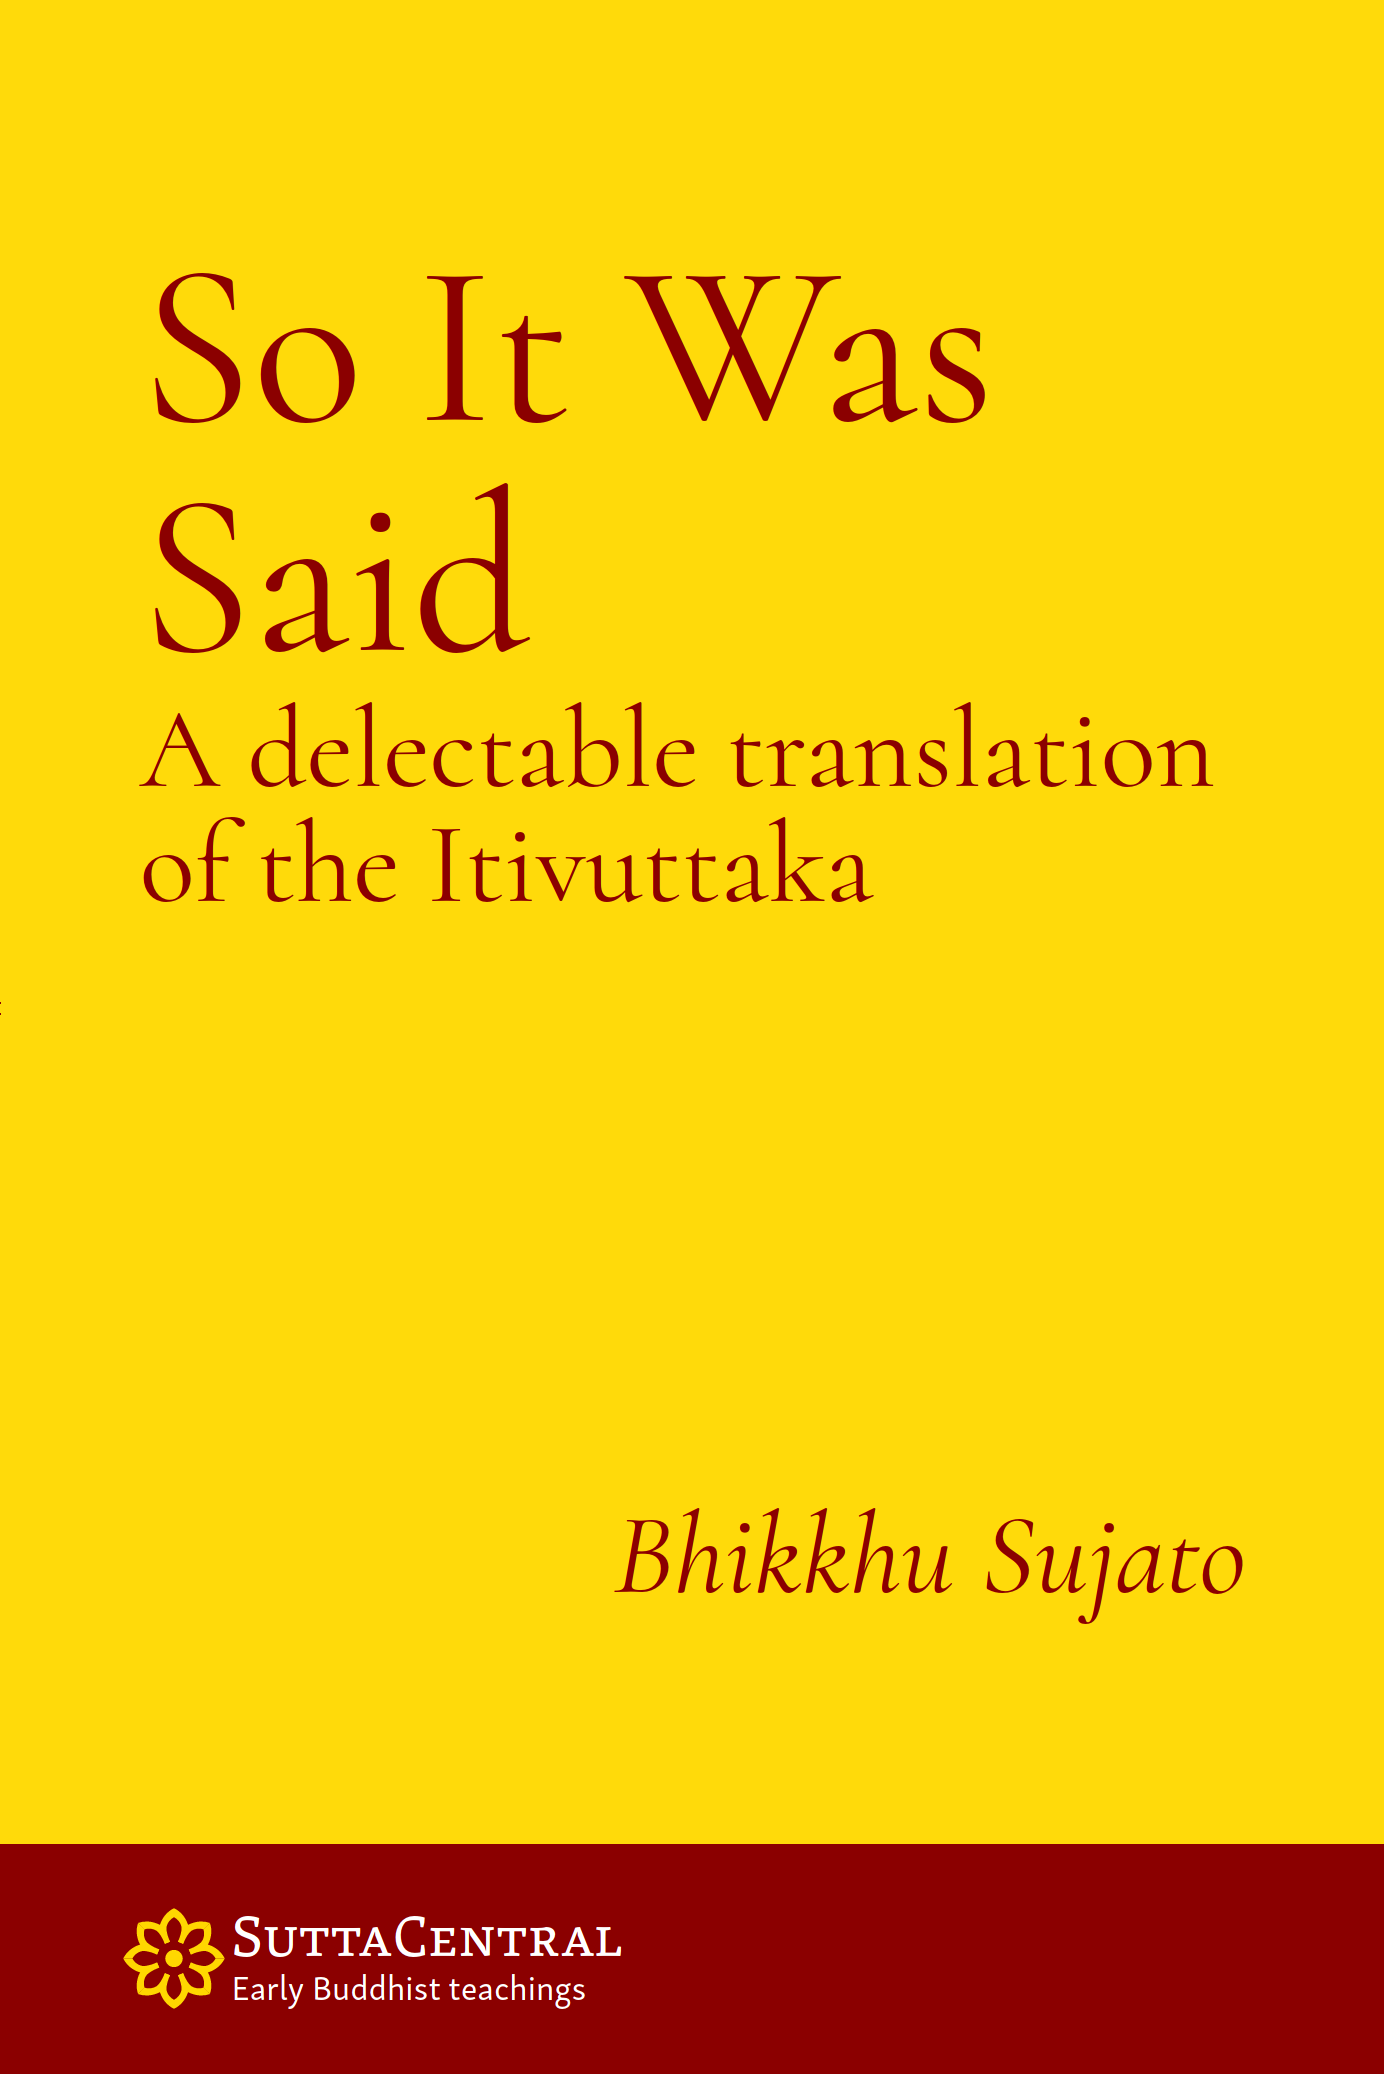 So It Was
Said
A delectable translation
of the Itivuttaka
Bhikkhu Sujato
SuttaCentral
Early Buddhist teachings